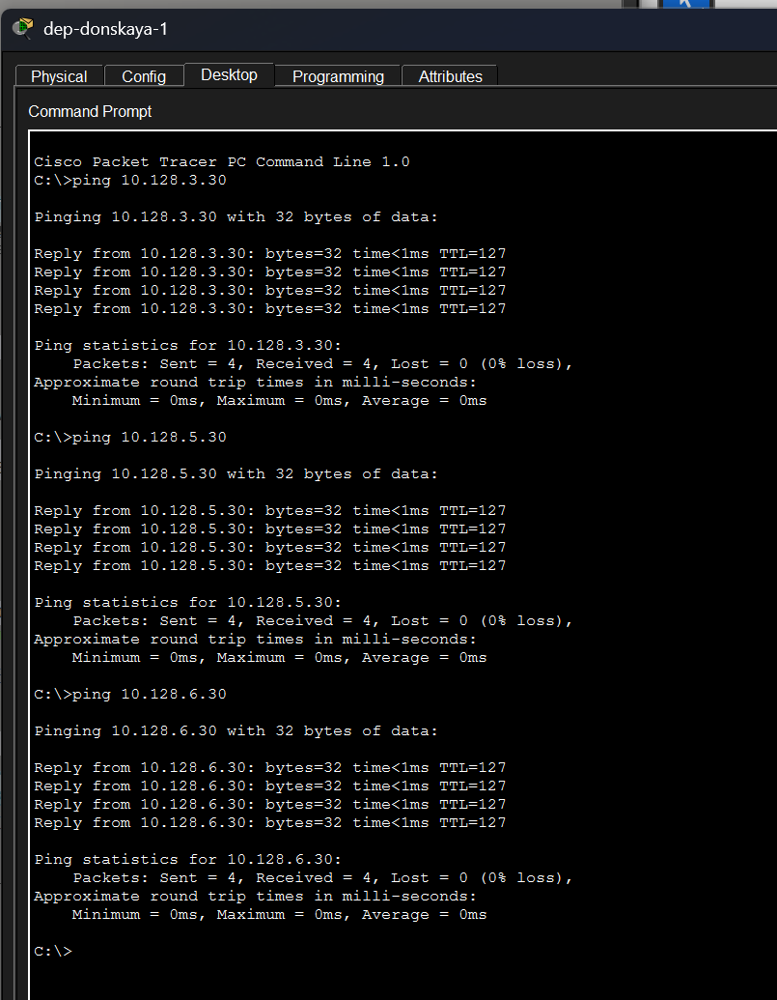 dep-donskaya-1
Physical Config Desktop Programming Attributes
Command Prompt
Cisco Packet Tracer PC Command Line 1.0
C:\>ping 10.128.3.30
Pinging 10.128.3.30 with 32 bytes of data:
Reply from 10.128.3.30: bytes=32 time<1ms TTL=127
Reply from 10.128.3.30: bytes=32 time<1ms TTL=127
Reply from 10.128.3.30: bytes=32 time<1ms TTL=127
Reply from 10.128.3.30: bytes=32 time<1ms TTL=127
Ping statistics for 10.128.3.30:
Packets: Sent = 4, Received = 4, Lost = 0 (0% loss),
Approximate round trip times in milli-seconds:
Minimum = 0ms, Maximum = 0ms, Average = 0ms
C:\>ping 10.128.5.30
Pinging 10.128.5.30 with 32 bytes of data:
Reply from 10.128.5.30: bytes=32 time<1ms TTL=127
Reply from 10.128.5.30: bytes=32 time<1ms TTL=127
Reply from 10.128.5.30: bytes=32 time<1ms TTL=127
Reply from 10.128.5.30: bytes=32 time<1ms TTL=127
Ping statistics for 10.128.5.30:
Packets: Sent = 4, Received = 4, Lost = 0 (0% loss),
Approximate round trip times in milli-seconds:
Minimum = 0ms, Maximum = 0ms, Average = 0ms
C:\>ping 10.128.6.30
Pinging 10.128.6.30 with 32 bytes of data:
Reply from 10.128.6.30: bytes=32 time<1ms TTL=127
Reply from 10.128.6.30: bytes=32 time<1ms TTL=127
Reply from 10.128.6.30: bytes=32 time<1ms TTL=127
Reply from 10.128.6.30: bytes=32 time<1ms TTL=127
Ping statistics for 10.128.6.30:
Packets: Sent = 4, Received = 4, Lost = 0 (0% loss),
Approximate round trip times in milli-seconds:
Minimum = 0ms, Maximum = 0ms, Average = 0ms
C:\>